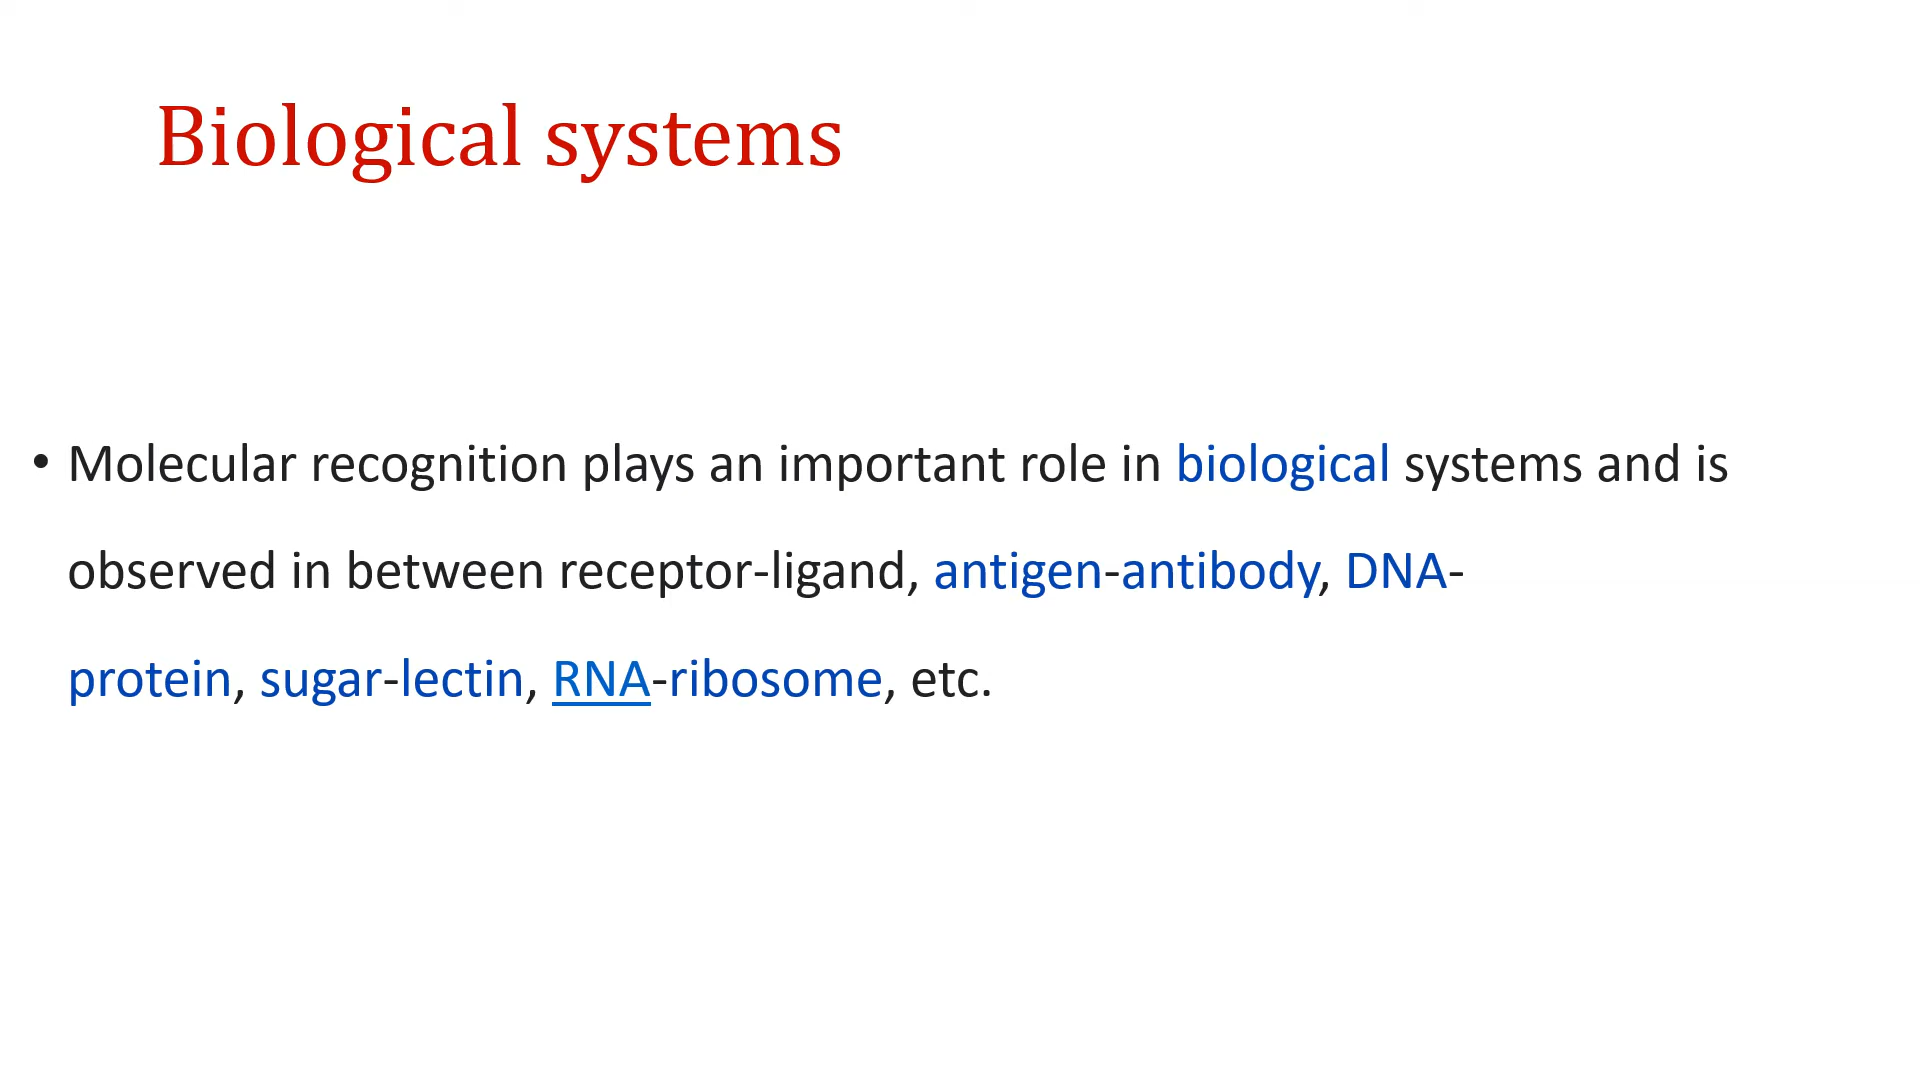 Biological systems
• Molecular recognition plays an important role in biological systems and is
observed in between receptor-ligand, antigen-antibody, DNA-
protein, sugar-lectin, RNA-ribosome, etc.